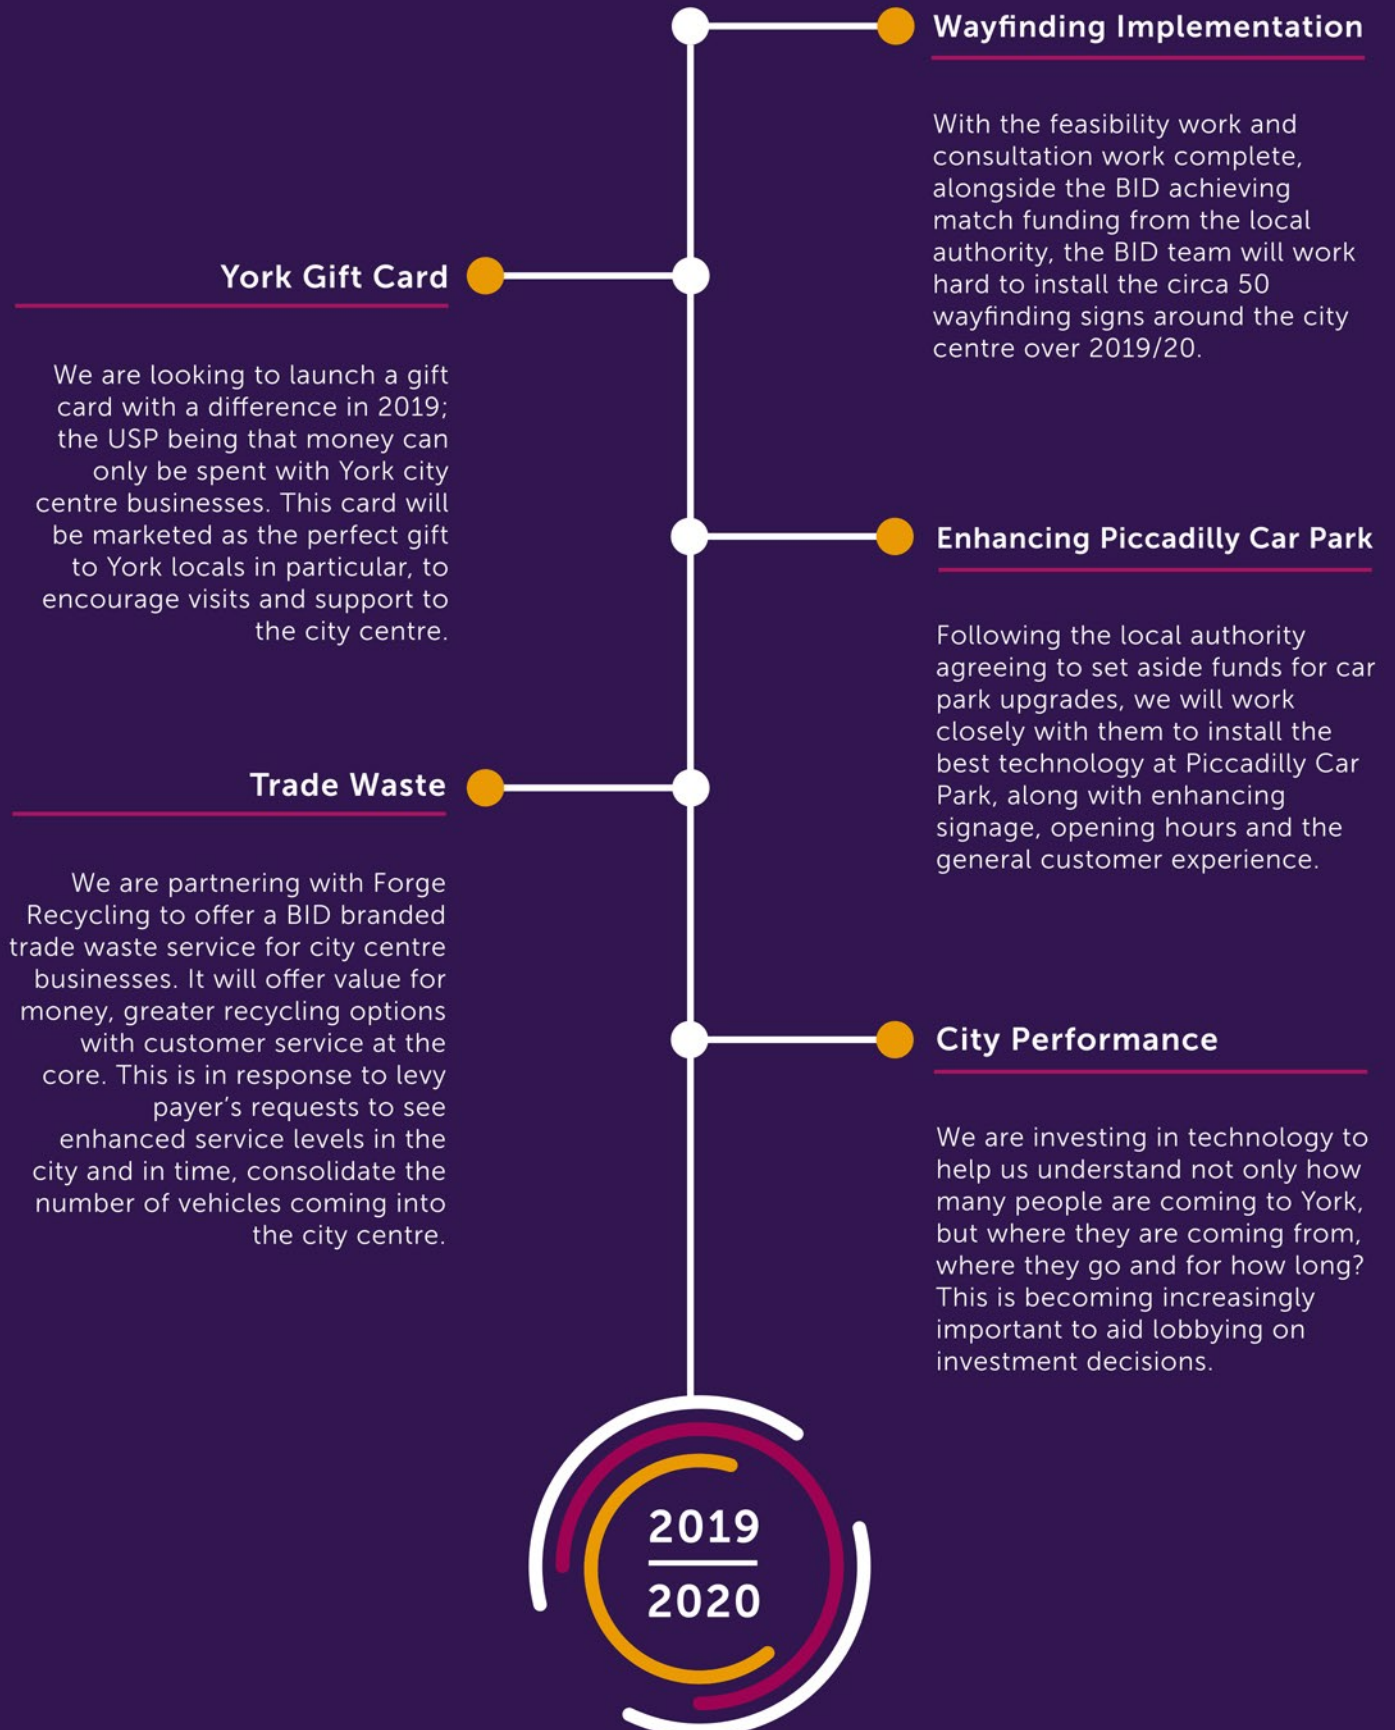 Wayfinding Implementation
With the feasibility work and
consultation work complete,
alongside the BID achieving
match funding from the local
authority, the BID team will work
hard to install the circa 50
wayfinding signs around the city
centre over 2019/20.
York Gift Card
We are looking to launch a gift
card with a difference in 2019;
the USP being that money can
only be spent with York city
centre businesses. This card will
be marketed as the perfect gift
to York locals in particular, to
encourage visits and support to
the city centre.
Enhancing Piccadilly Car Park
Following the local authority
agreeing to set aside funds for car
park upgrades, we will work
closely with them to install the
best technology at Piccadilly Car
Park, along with enhancing
signage, opening hours and the
general customer experience.
Trade Waste
We are partnering with Forge
Recycling to offer a BID branded
trade waste service for city centre
businesses. It will offer value for
money, greater recycling options
with customer service at the
core. This is in response to levy
payer's requests to see
enhanced service levels in the
city and in time, consolidate the
number of vehicles coming into
the city centre.
City Performance
We are investing in technology to
help us understand not only how
many people are coming to York,
but where they are coming from,
where they go and for how long?
This is becoming increasingly
important to aid lobbying on
investment decisions.
2019
2020